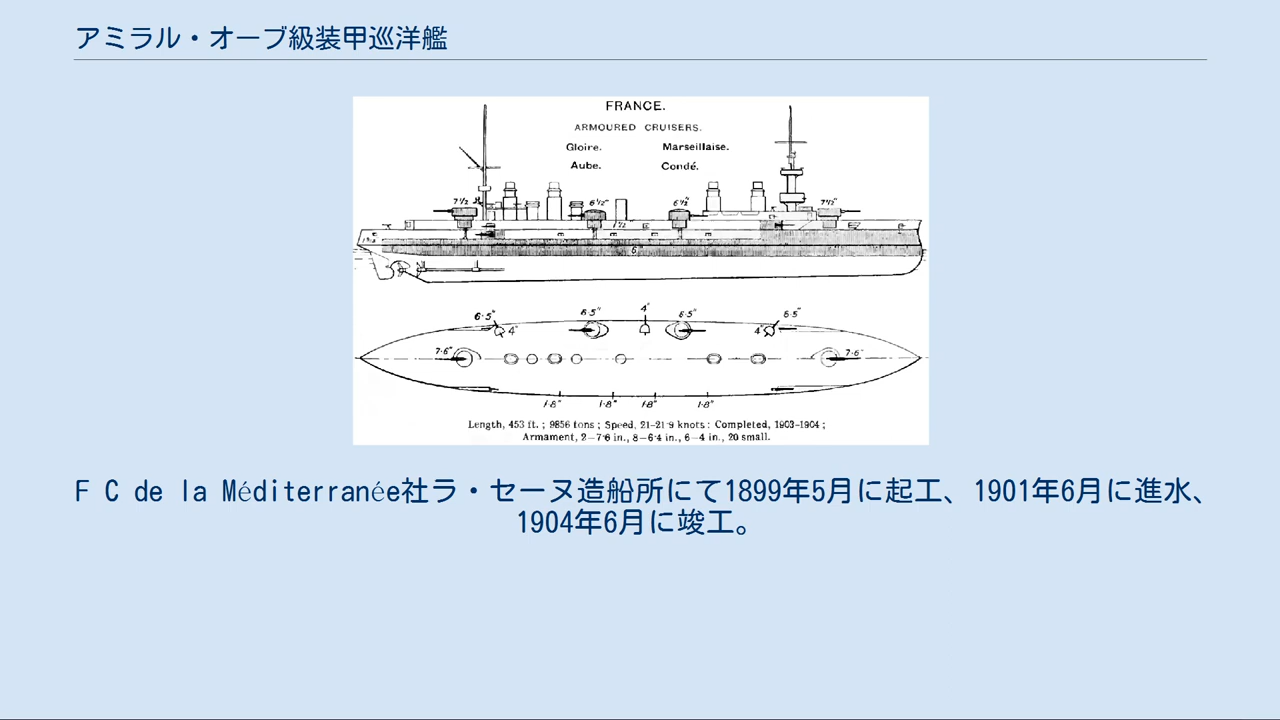 アミラル・オーブ級装甲巡洋艦
FRANCE.
ARMOURED CRUISERS.
Gloire. Marseillaise.
Aube. Condé.
7½ 6½" 6½" 7½"
7½
6"
6·5" 6·5" 4" 6·5" 6·5"
4" 4"
7·6" 7·6"
1·8" 1·8" 1·8" 1·8"
Length, 453 ft.; 9856 tons; Speed, 21–21·9 knots: Completed, 1903–1904;
Armament, 2—7·6 in., 8—6·4 in., 6—4 in., 20 small.
F C de la Méditerranée社ラ・セーヌ造船所にて1899年5月に起工、1901年6月に進水、
1904年6月に竣工。